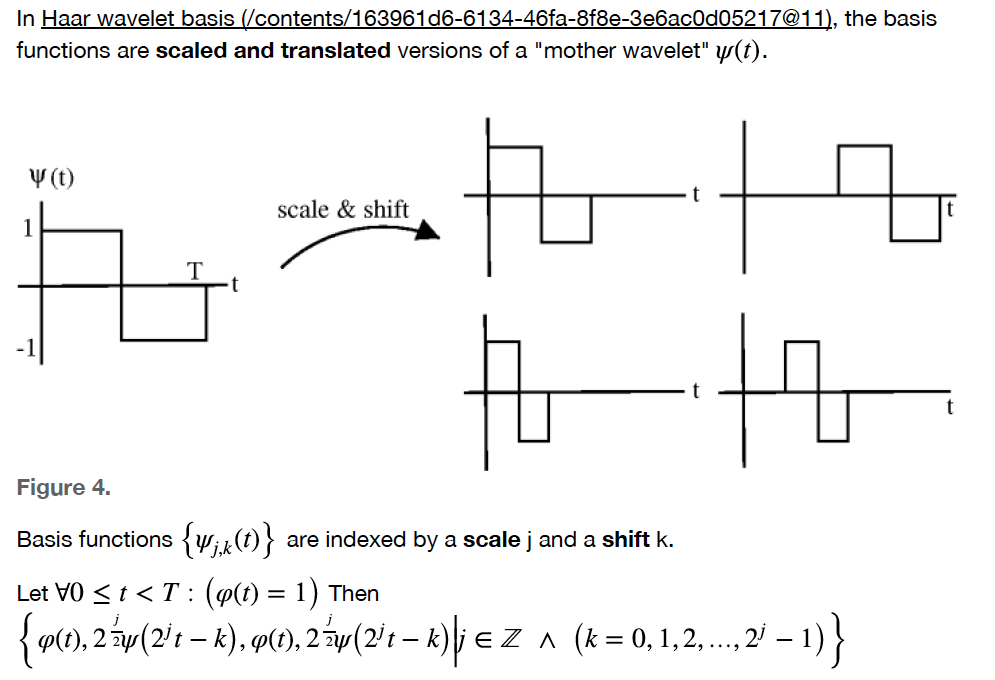 In Haar wavelet basis (/contents/163961d6-6134-46fa-8f8e-3e6ac0d05217@11), the basis
functions are scaled and translated versions of a "mother wavelet" ψ(t).
Ψ (t)
1
T
t
-1
scale & shift
t
t
t
t
Figure 4.
Basis functions {ψ_{j,k}(t)} are indexed by a scale j and a shift k.
Let ∀0 ≤ t < T : (φ(t) = 1) Then
{φ(t), 2^{j/2}ψ(2^j t − k), φ(t), 2^{j/2}ψ(2^j t − k)|j ∈ Z ∧ (k = 0, 1, 2, ..., 2^j − 1)}